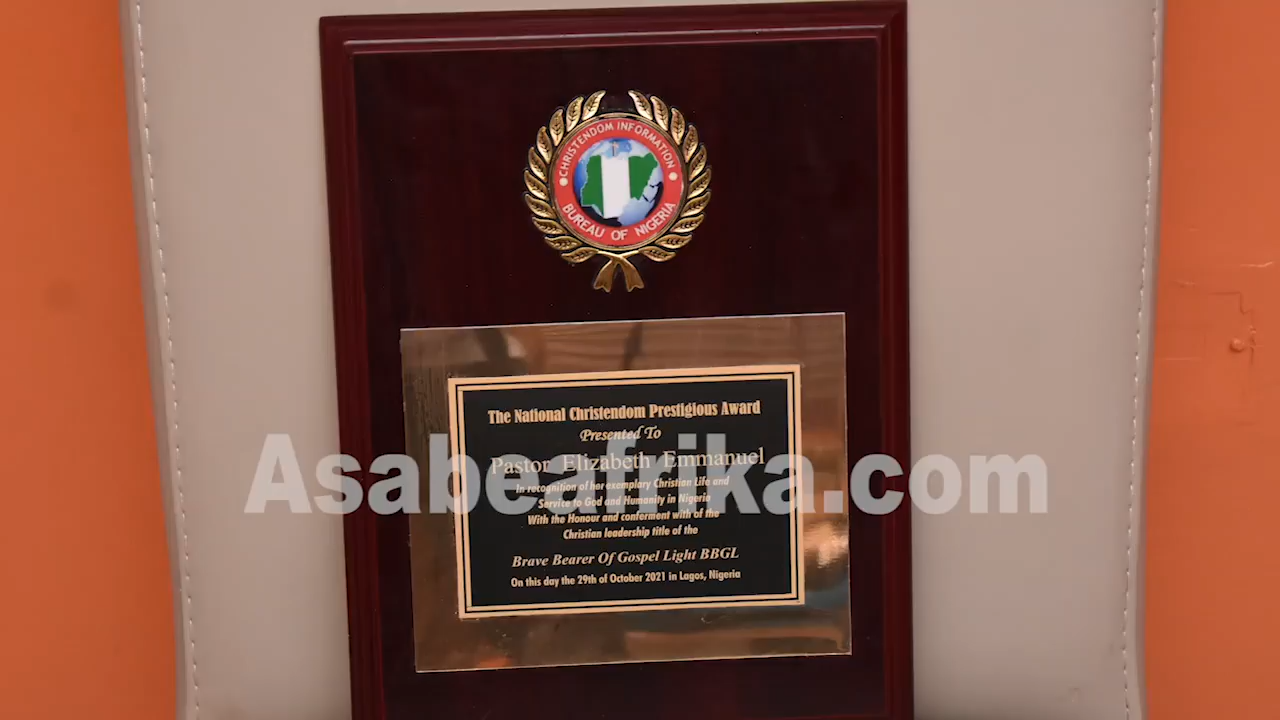 CHRISTENDOM INFORMATION
BUREAU OF NIGERIA
The National Christendom Prestigious Award
Presented To
Pastor Elizabeth Emmanuel
In recognition of her exemplary Christian Life and
Service to God and Humanity in Nigeria
With the Honour and conferment with of the
Christian leadership title of the
Brave Bearer Of Gospel Light BBGL
On this day the 29th of October 2021 in Lagos, Nigeria
Asabeafrika.com